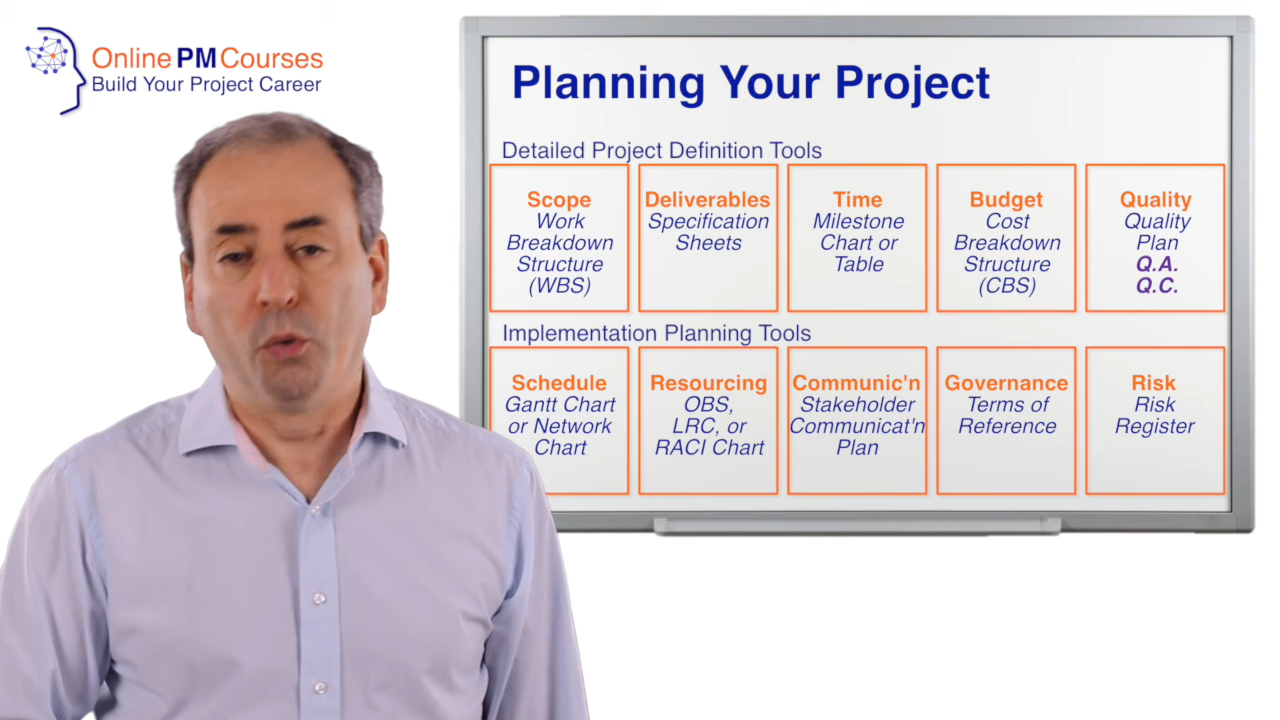 Online PM Courses
Build Your Project Career
Planning Your Project
Detailed Project Definition Tools
Scope
Work
Breakdown
Structure
(WBS)
Deliverables
Specification
Sheets
Time
Milestone
Chart or
Table
Budget
Cost
Breakdown
Structure
(CBS)
Quality
Quality
Plan
Q.A.
Q.C.
Implementation Planning Tools
Schedule
Gantt Chart
or Network
Chart
Resourcing
OBS,
LRC, or
RACI Chart
Communic'n
Stakeholder
Communicat'n
Plan
Governance
Terms of
Reference
Risk
Risk
Register